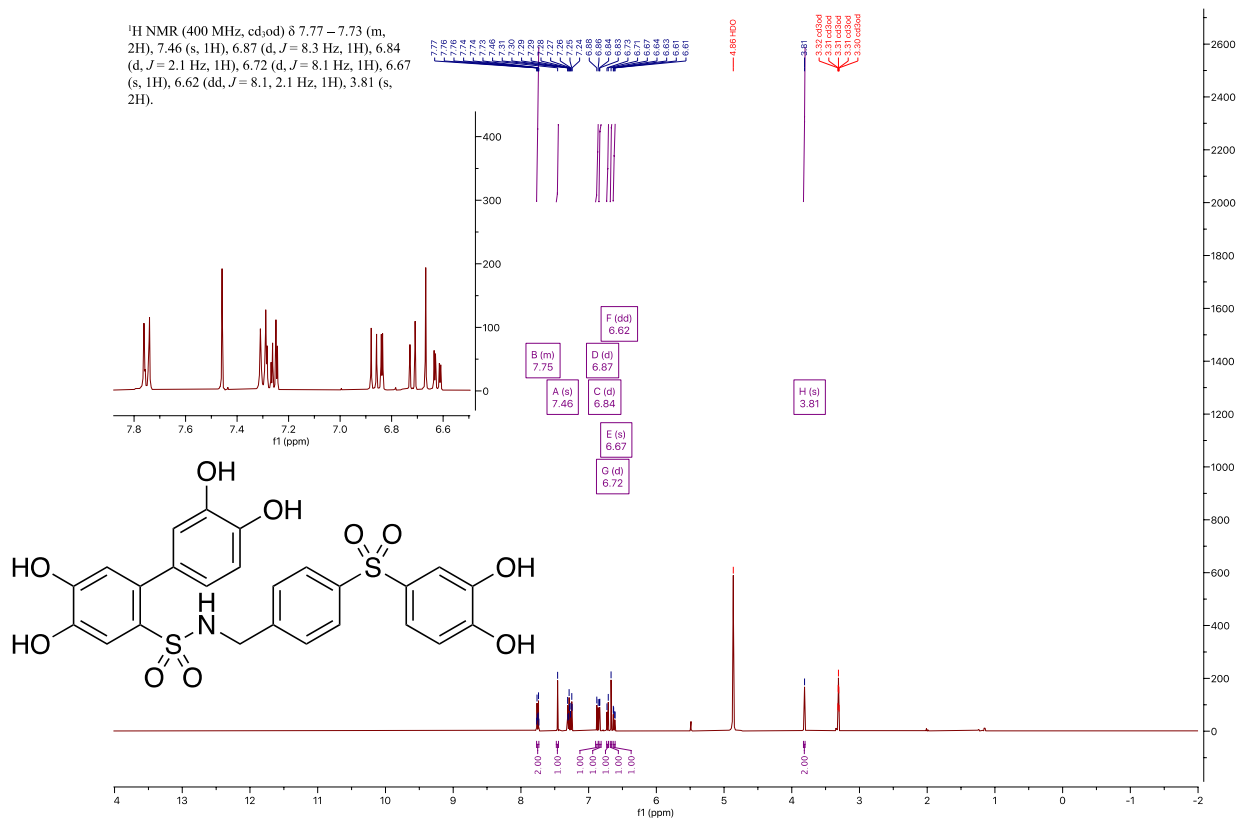 ¹H NMR (400 MHz, cd₃od) δ 7.77 – 7.73 (m,
2H), 7.46 (s, 1H), 6.87 (d, J = 8.3 Hz, 1H), 6.84
(d, J = 2.1 Hz, 1H), 6.72 (d, J = 8.1 Hz, 1H), 6.67
(s, 1H), 6.62 (dd, J = 8.1, 2.1 Hz, 1H), 3.81 (s,
2H).
7.77
7.76
7.76
7.74
7.74
7.73
7.46
7.31
7.30
7.29
7.29
7.28
7.27
7.26
7.25
7.24
6.88
6.86
6.84
6.83
6.73
6.71
6.67
6.64
6.63
6.61
6.61
4.86 HDO
3.81
3.32 cd3od
3.31 cd3od
3.31 cd3od
3.31 cd3od
3.30 cd3od
2600
2400
2200
2000
1800
1600
1400
1200
1000
800
600
400
200
0
400
300
200
100
0
7.8 7.6 7.4 7.2 7.0 6.8 6.6
f1 (ppm)
F (dd)
6.62
B (m)
7.75
D (d)
6.87
A (s)
7.46
C (d)
6.84
H (s)
3.81
E (s)
6.67
G (d)
6.72
OH
OH
HO
HO
O O
S
OH
OH
H
N
S
O O
2.00
1.00
1.00
1.00
1.00
1.00
1.00
2.00
4 13 12 11 10 9 8 7 6 5 4 3 2 1 0 -1 -2
f1 (ppm)